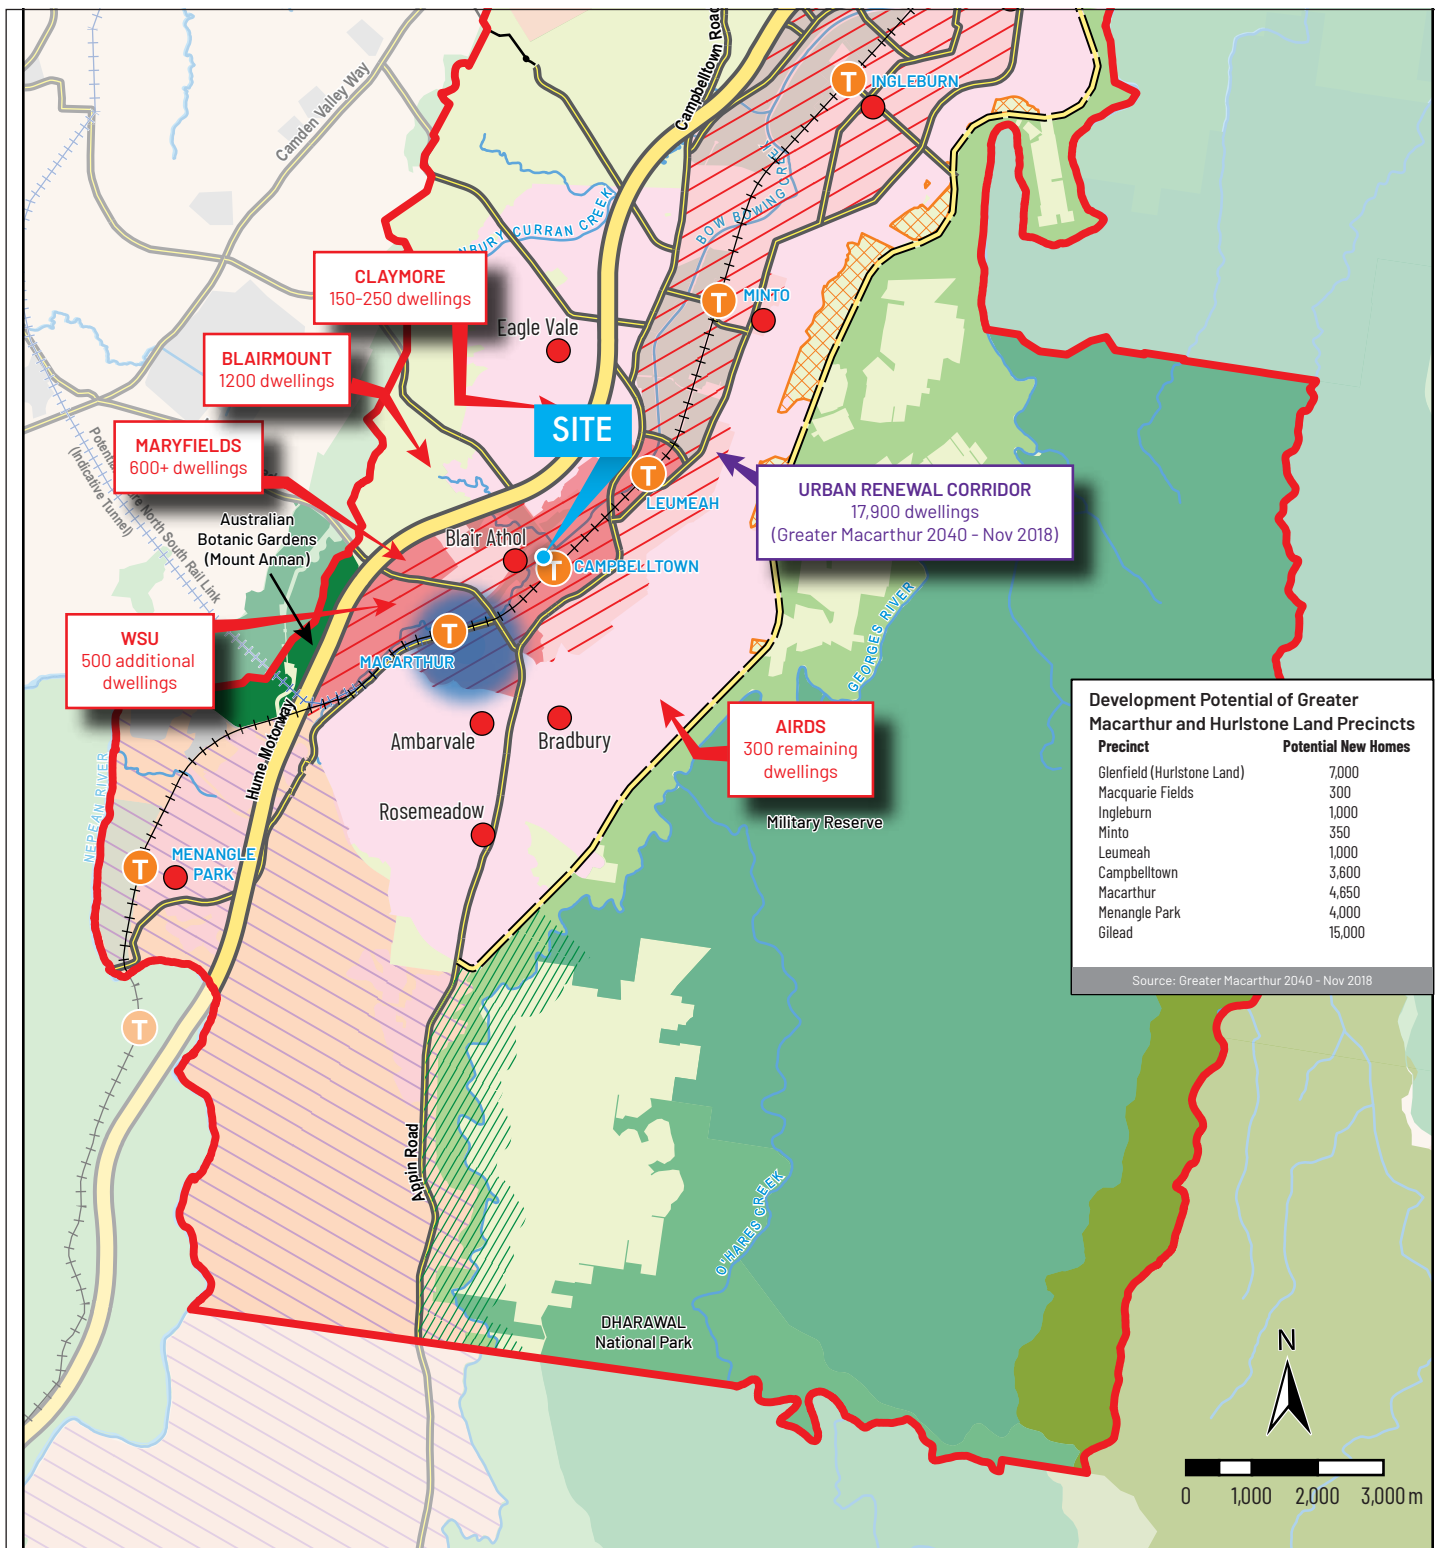 Campbelltown Road
T
INGLEBURN
Camden Valley Way
BOW BOWING CREEK
CLAYMORE
150-250 dwellings
T
MINTO
Eagle Vale
BLAIRMOUNT
1200 dwellings
SITE
MARYFIELDS
600+ dwellings
T
LEUMEAH
URBAN RENEWAL CORRIDOR
17,900 dwellings
(Greater Macarthur 2040 - Nov 2018)
North South Rail Link
(Indicative Tunnel)
Australian
Botanic Gardens
(Mount Annan)
Blair Athol
T
CAMPBELLTOWN
WSU
500 additional
dwellings
T
MACARTHUR
GEORGES RIVER
Hume Motorway
Ambarvale
Bradbury
AIRDS
300 remaining
dwellings
Rosemeadow
Military Reserve
NEPEAN RIVER
T
MENANGLE
PARK
T
Development Potential of Greater
Macarthur and Hurlstone Land Precincts
Precinct Potential New Homes
Glenfield (Hurlstone Land) 7,000
Macquarie Fields 300
Ingleburn 1,000
Minto 350
Leumeah 1,000
Campbelltown 3,600
Macarthur 4,650
Menangle Park 4,000
Gilead 15,000
Source: Greater Macarthur 2040 - Nov 2018
Appin Road
O'HARES CREEK
DHARAWAL
National Park
N
0 1,000 2,000 3,000 m
CURRAN CREEK